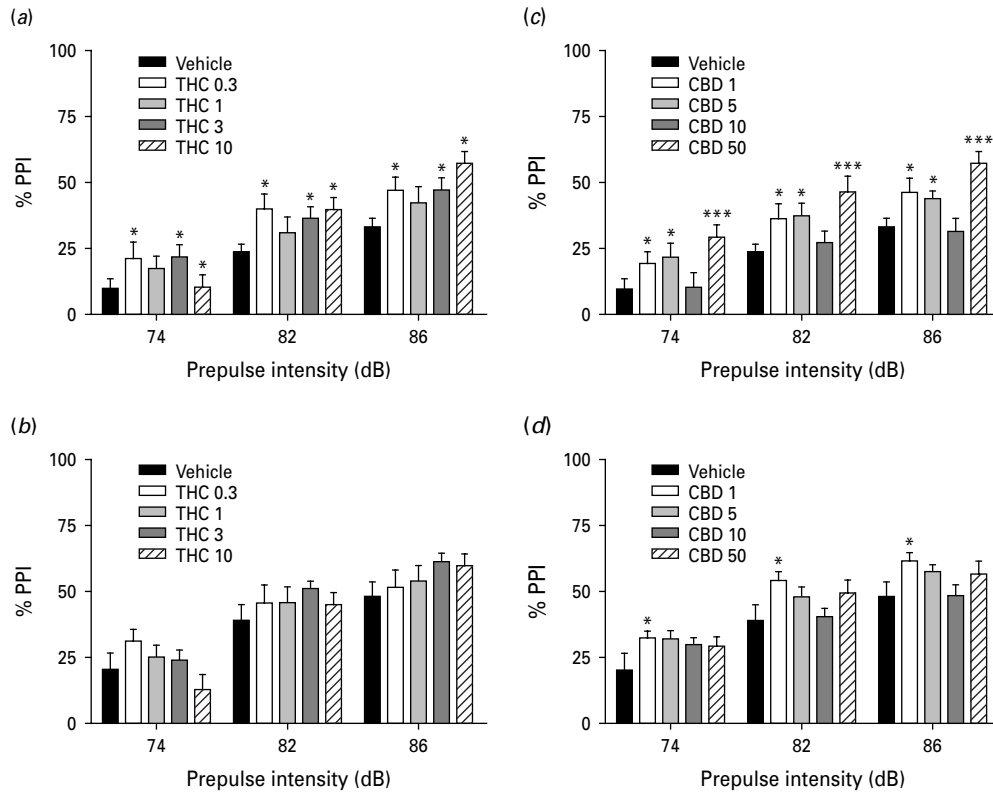 (a)
100
75
50
25
0
% PPI
Vehicle
THC 0.3
THC 1
THC 3
THC 10
* * *
* * *
* * *
74 82 86
Prepulse intensity (dB)
(c)
100
75
50
25
0
% PPI
Vehicle
CBD 1
CBD 5
CBD 10
CBD 50
* * ***
* * ***
* * ***
74 82 86
Prepulse intensity (dB)
(b)
100
75
50
25
0
% PPI
Vehicle
THC 0.3
THC 1
THC 3
THC 10
74 82 86
Prepulse intensity (dB)
(d)
100
75
50
25
0
% PPI
Vehicle
CBD 1
CBD 5
CBD 10
CBD 50
*
*
*
74 82 86
Prepulse intensity (dB)